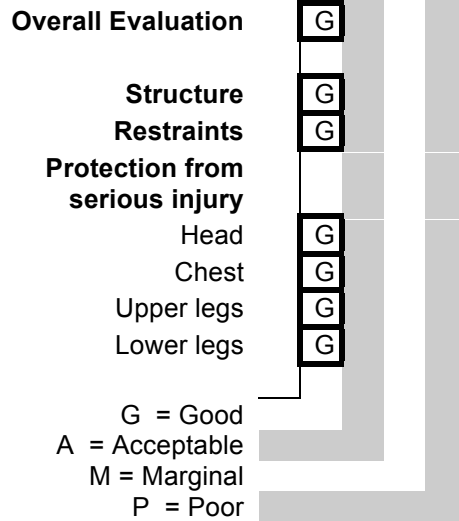 Overall Evaluation G
Structure G
Restraints G
Protection from
serious injury
Head G
Chest G
Upper legs G
Lower legs G
G = Good
A = Acceptable
M = Marginal
P = Poor